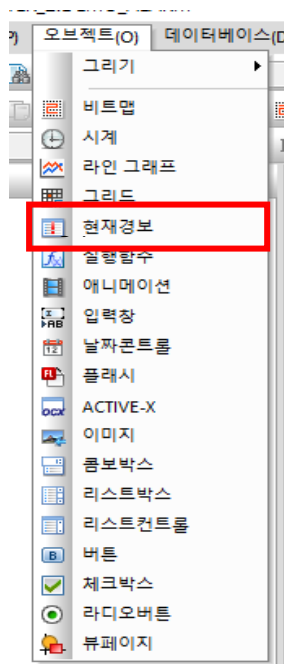 오브젝트(O) 데이터베이스(D
그리기
비트맵
시계
라인 그래프
그리드
현재경보
실행함수
애니메이션
입력창
날짜콘트롤
플래시
ACTIVE-X
이미지
콤보박스
리스트박스
리스트컨트롤
버튼
체크박스
라디오버튼
뷰페이지